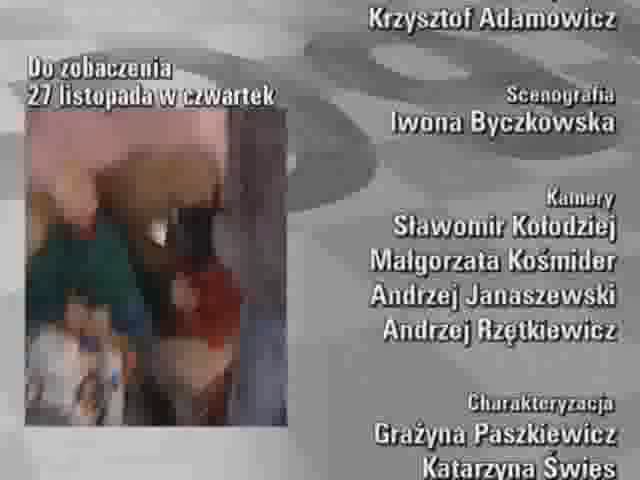 Krzysztof Adamowicz
Do zobaczenia
27 listopada w czwartek
Scenografia
Iwona Byczkowska
Kamery
Sławomir Kołodziej
Małgorzata Kośmider
Andrzej Janaszewski
Andrzej Rzętkiewicz
Charakteryzacja
Grażyna Paszkiewicz
Katarzyna Święs